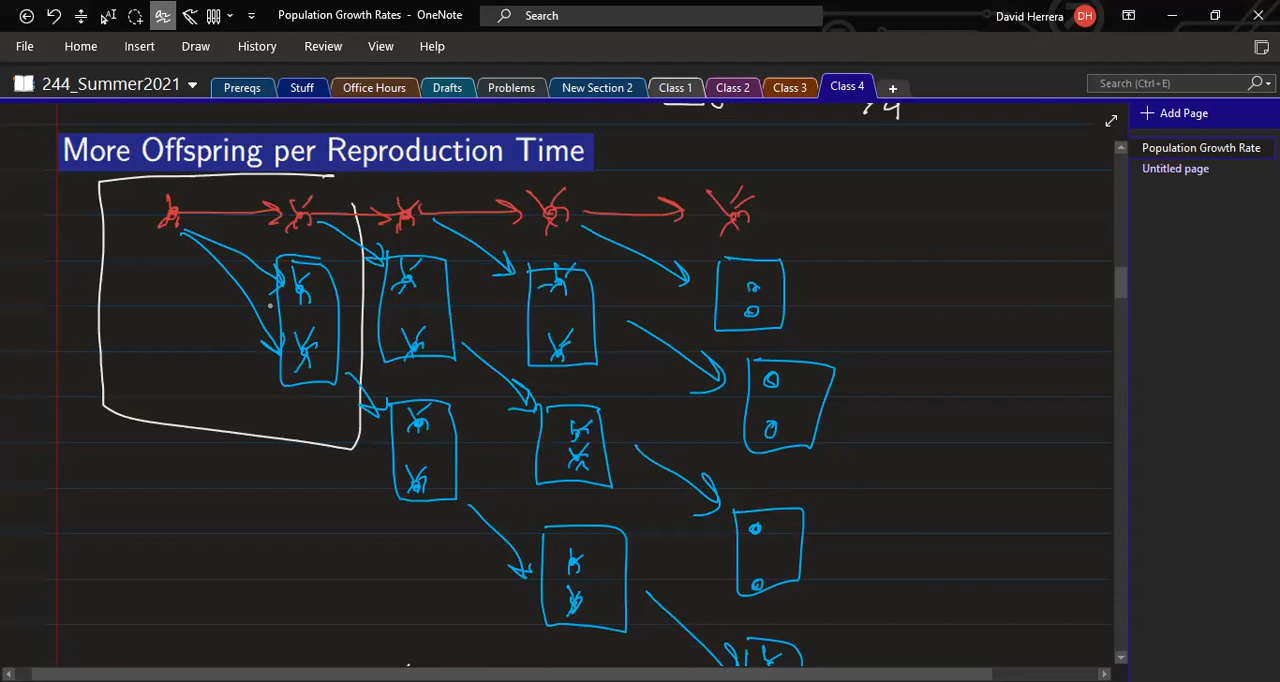 Population Growth Rates - OneNote
Search
David Herrera
DH
File
Home
Insert
Draw
History
Review
View
Help
244_Summer2021
Prereqs
Stuff
Office Hours
Drafts
Problems
New Section 2
Class 1
Class 2
Class 3
Class 4
Search (Ctrl+E)
Add Page
More Offspring per Reproduction Time
Population Growth Rate
Untitled page